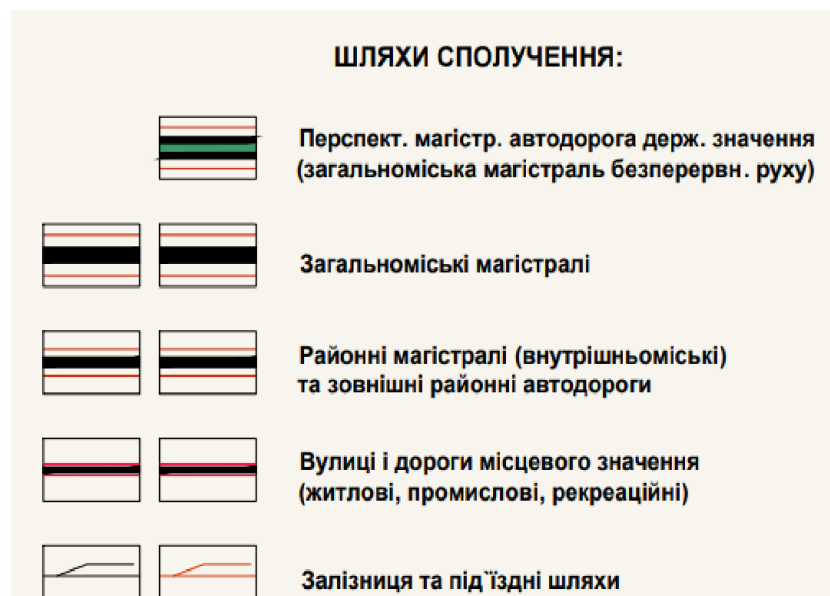 ШЛЯХИ СПОЛУЧЕННЯ:
Перспект. магістр. автодорога держ. значення
(загальноміська магістраль безперервн. руху)
Загальноміські магістралі
Районні магістралі (внутрішньоміські)
та зовнішні районні автодороги
Вулиці і дороги місцевого значення
(житлові, промислові, рекреаційні)
Залізниця та під`їздні шляхи